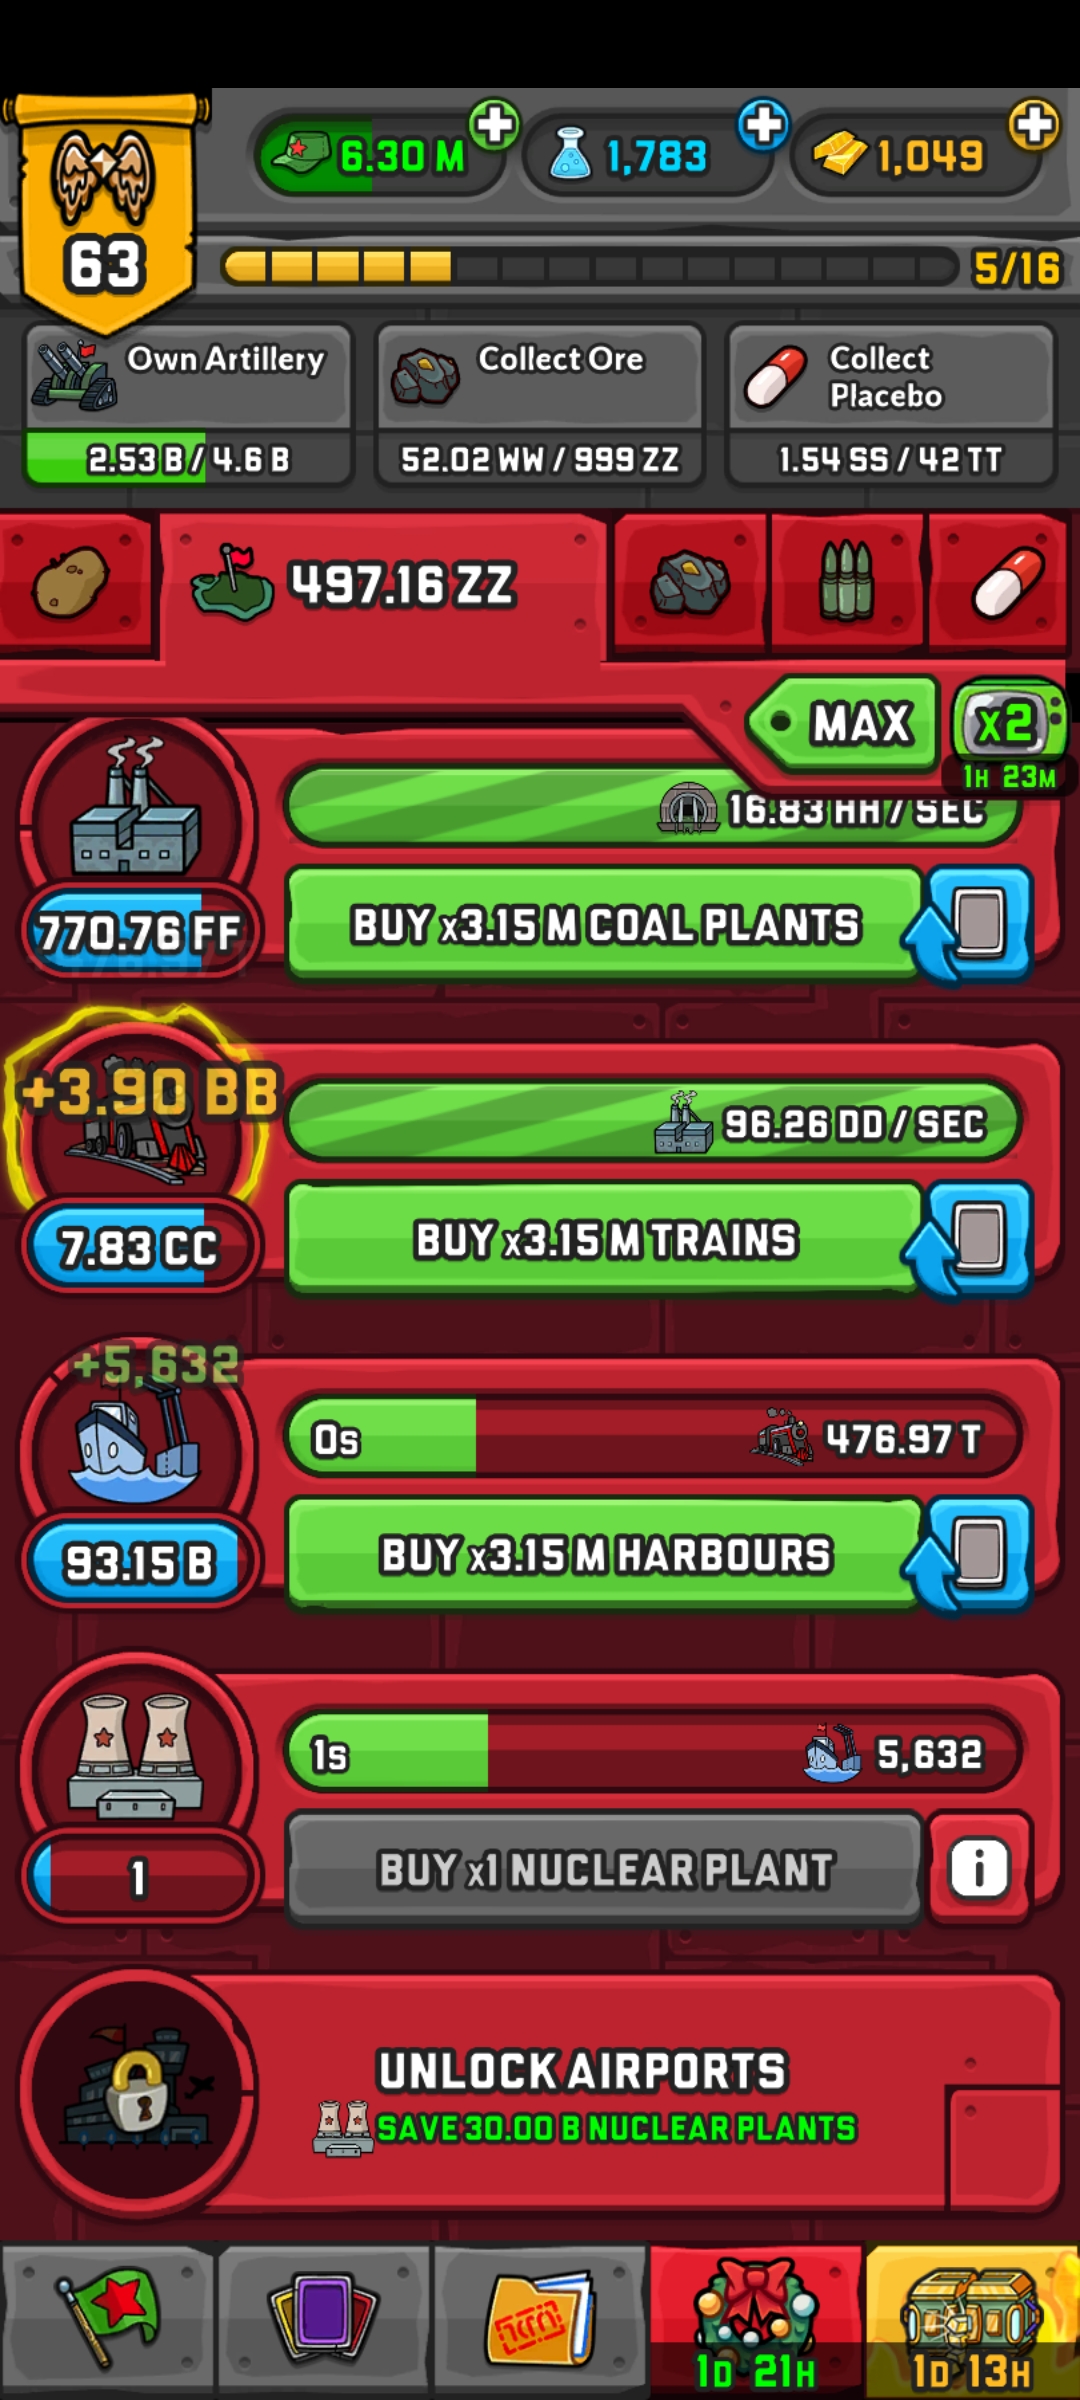 6.30 M
1,783
1,049
63
5/16
Own Artillery
2.53 B / 4.6 B
Collect Ore
52.02 WW / 999 ZZ
Collect
Placebo
1.54 SS / 42 TT
497.16 ZZ
MAX
x2
1H 23M
16.83 HH / SEC
770.76 FF
BUY x3.15 M COAL PLANTS
+3.90 BB
96.26 DD / SEC
7.83 CC
BUY x3.15 M TRAINS
+5,632
0s
476.97 T
93.15 B
BUY x3.15 M HARBOURS
1s
5,632
1
BUY x1 NUCLEAR PLANT
i
UNLOCK AIRPORTS
SAVE 30.00 B NUCLEAR PLANTS
1D 21H
1D 13H